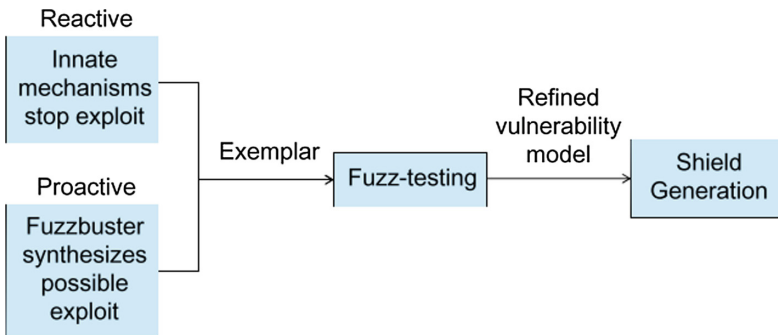 Reactive
Innate
mechanisms
stop exploit
Proactive
Fuzzbuster
synthesizes
possible
exploit
Exemplar
Fuzz-testing
Refined
vulnerability
model
Shield
Generation